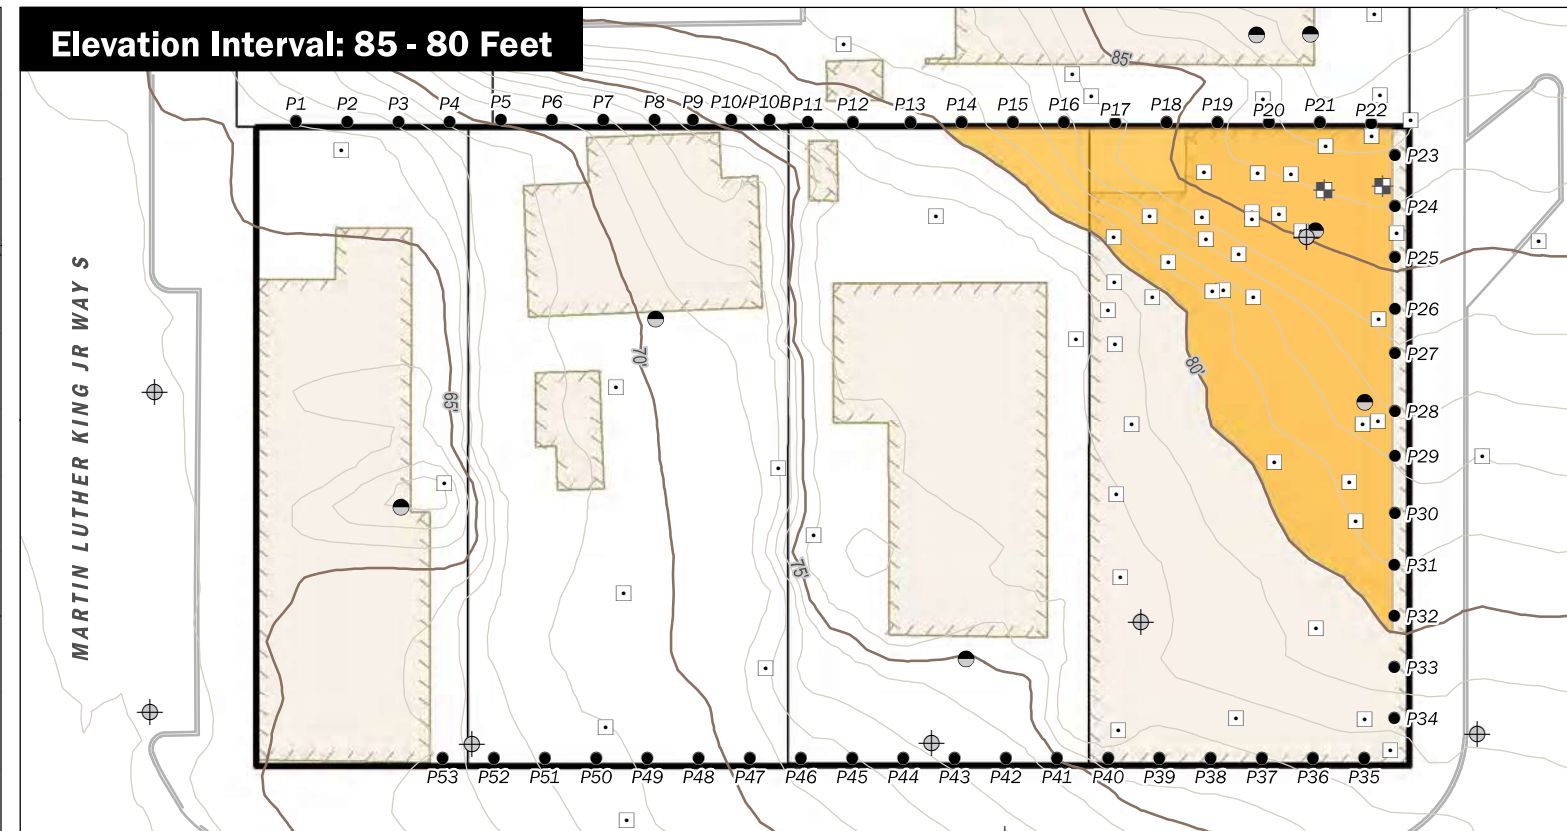 Elevation Interval: 85 - 80 Feet
85'
P1 P2 P3 P4 P5 P6 P7 P8 P9 P10A P10B P11 P12 P13 P14 P15 P16 P17 P18 P19 P20 P21 P22
P23
P24
P25
P26
P27
P28
P29
P30
P31
P32
P33
P34
MARTIN LUTHER KING JR WAY S
65'
70'
75'
80'
P53 P52 P51 P50 P49 P48 P47 P46 P45 P44 P43 P42 P41 P40 P39 P38 P37 P36 P35